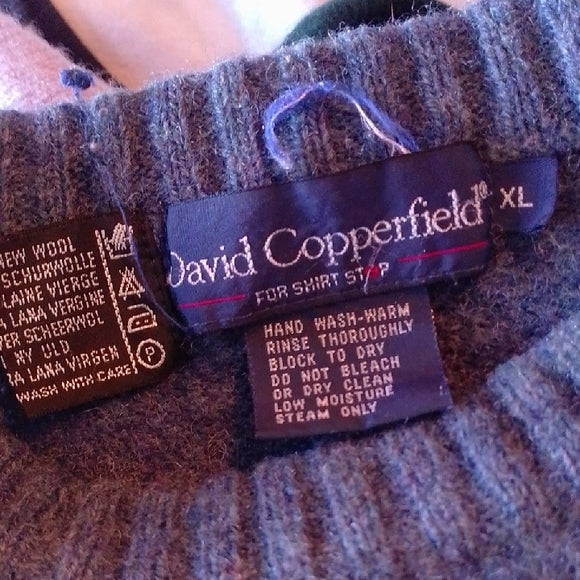 NEW WOOL
SCHURWOLLE
LAINE VIERGE
LANA VERGINE
SCHEERWOL
NY ULD
LANA VIRGEN
WASH WITH CARE
P
David Copperfield®
FOR SHIRT STOP
XL
HAND WASH-WARM
RINSE THOROUGHLY
BLOCK TO DRY
DO NOT BLEACH
OR DRY CLEAN
LOW MOISTURE
STEAM ONLY